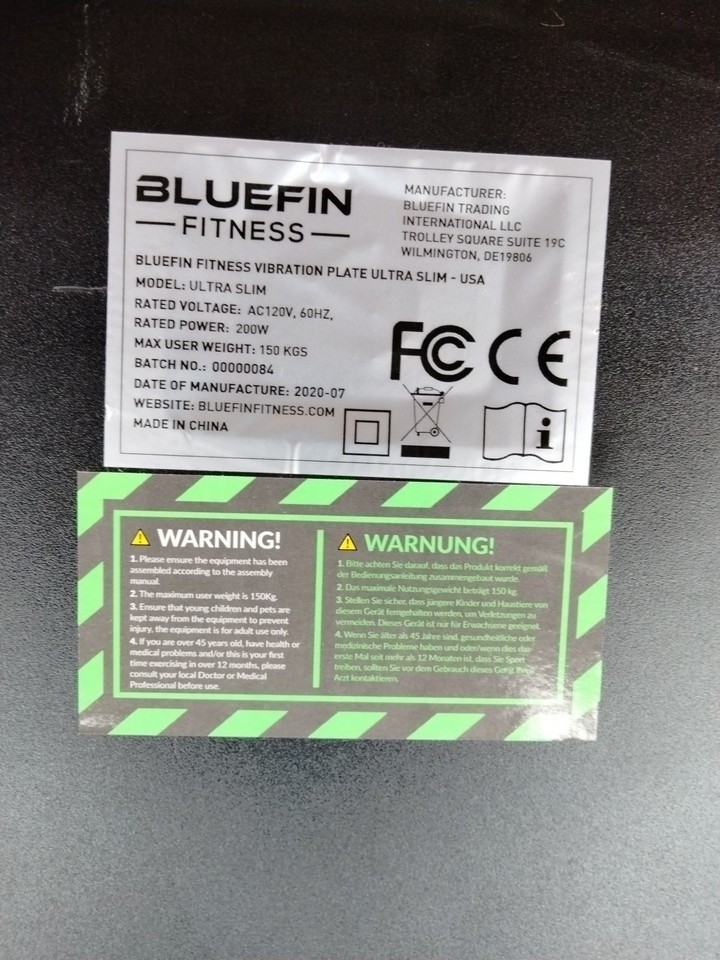 BLUEFIN
FITNESS
MANUFACTURER:
BLUEFIN TRADING
INTERNATIONAL LLC
TROLLEY SQUARE SUITE 19C
WILMINGTON, DE19806
BLUEFIN FITNESS VIBRATION PLATE ULTRA SLIM - USA
MODEL: ULTRA SLIM
RATED VOLTAGE: AC120V, 60HZ,
RATED POWER: 200W
MAX USER WEIGHT: 150 KGS
BATCH NO.: 00000084
DATE OF MANUFACTURE: 2020-07
WEBSITE: BLUEFINFITNESS.COM
MADE IN CHINA
FCC CE
i
WARNING!
1. Please ensure the equipment has been
assembled according to the assembly
manual.
2. The maximum user weight is 150Kg.
3. Ensure that young children and pets are
kept away from the equipment to prevent
injury, the equipment is for adult use only.
4. If you are over 45 years old, have health or
medical problems and/or this is your first
time exercising in over 12 months, please
consult your local Doctor or Medical
Professional before use.
WARNUNG!
1. Bitte achten Sie darauf, dass das Produkt korrekt gemäß
der Bedienungsanleitung zusammengebaut wurde.
2. Das maximale Nutzungsgewicht beträgt 150 kg.
3. Stellen Sie sicher, dass jüngere Kinder und Haustiere von
diesem Gerät ferngehalten werden, um Verletzungen zu
vermeiden. Dieses Gerät ist nur für Erwachsene geeignet.
4. Wenn Sie älter als 45 Jahre sind, gesundheitliche oder
medizinische Probleme haben und oder/wenn dies das
erste Mal seit mehr als 12 Monaten ist, dass Sie Sport
treiben, sollten Sie vor dem Gebrauch dieses Gerät Ihren
Arzt kontaktieren.